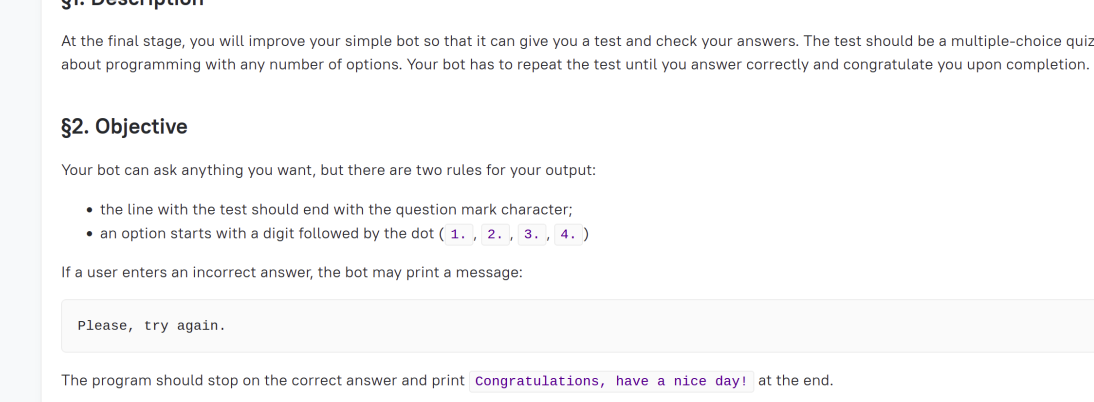 §1. Description
At the final stage, you will improve your simple bot so that it can give you a test and check your answers. The test should be a multiple-choice quiz
about programming with any number of options. Your bot has to repeat the test until you answer correctly and congratulate you upon completion.
§2. Objective
Your bot can ask anything you want, but there are two rules for your output:
• the line with the test should end with the question mark character;
• an option starts with a digit followed by the dot ( 1. , 2. , 3. , 4. )
If a user enters an incorrect answer, the bot may print a message:
Please, try again.
The program should stop on the correct answer and print Congratulations, have a nice day! at the end.